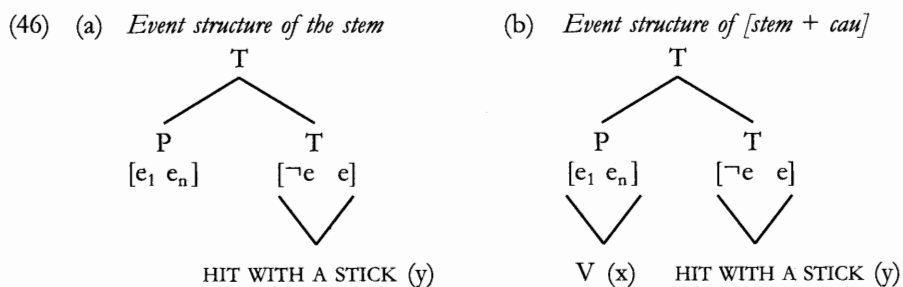 (46) (a) Event structure of the stem (b) Event structure of [stem + cau]
T T
P T P T
[e₁ eₙ] [¬e e] [e₁ eₙ] [¬e e]
HIT WITH A STICK (y) V (x) HIT WITH A STICK (y)